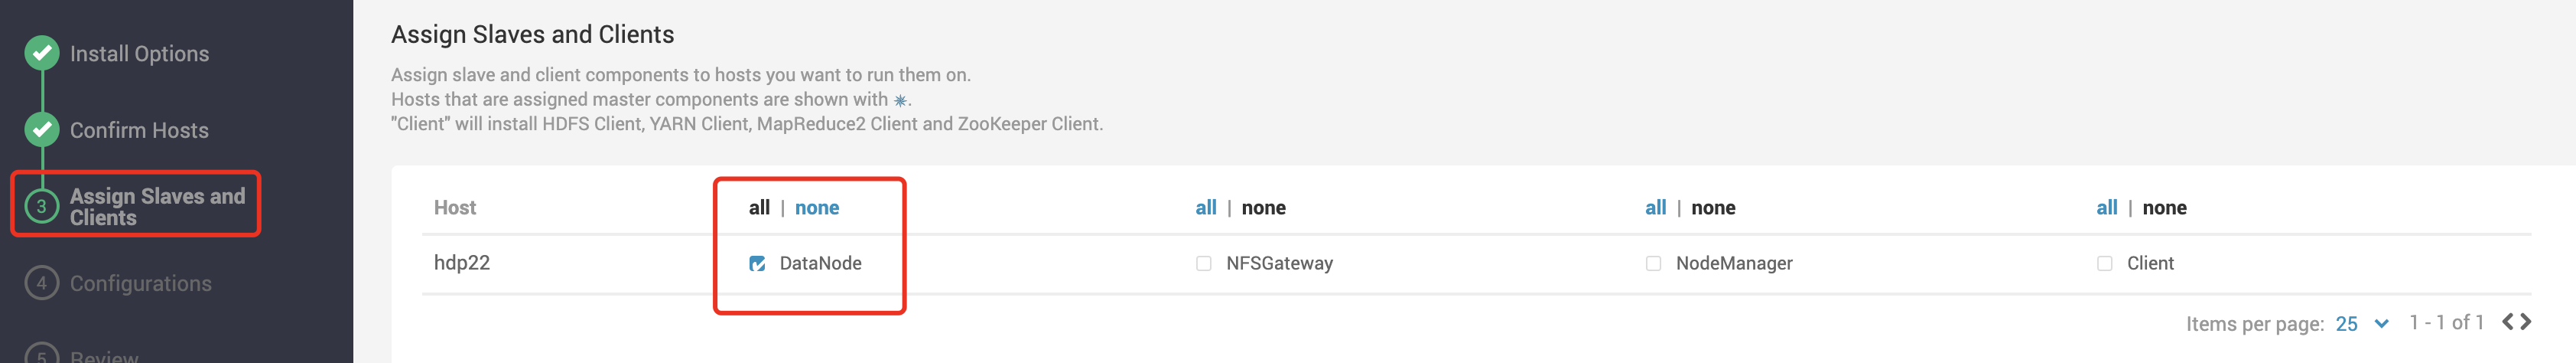 Install Options
Confirm Hosts
3
Assign Slaves and
Clients
4
Configurations
5
Review
Assign Slaves and Clients
Assign slave and client components to hosts you want to run them on.
Hosts that are assigned master components are shown with ✵.
"Client" will install HDFS Client, YARN Client, MapReduce2 Client and ZooKeeper Client.
Host all | none all | none all | none all | none
hdp22 DataNode NFSGateway NodeManager Client
Items per page: 25 1 - 1 of 1